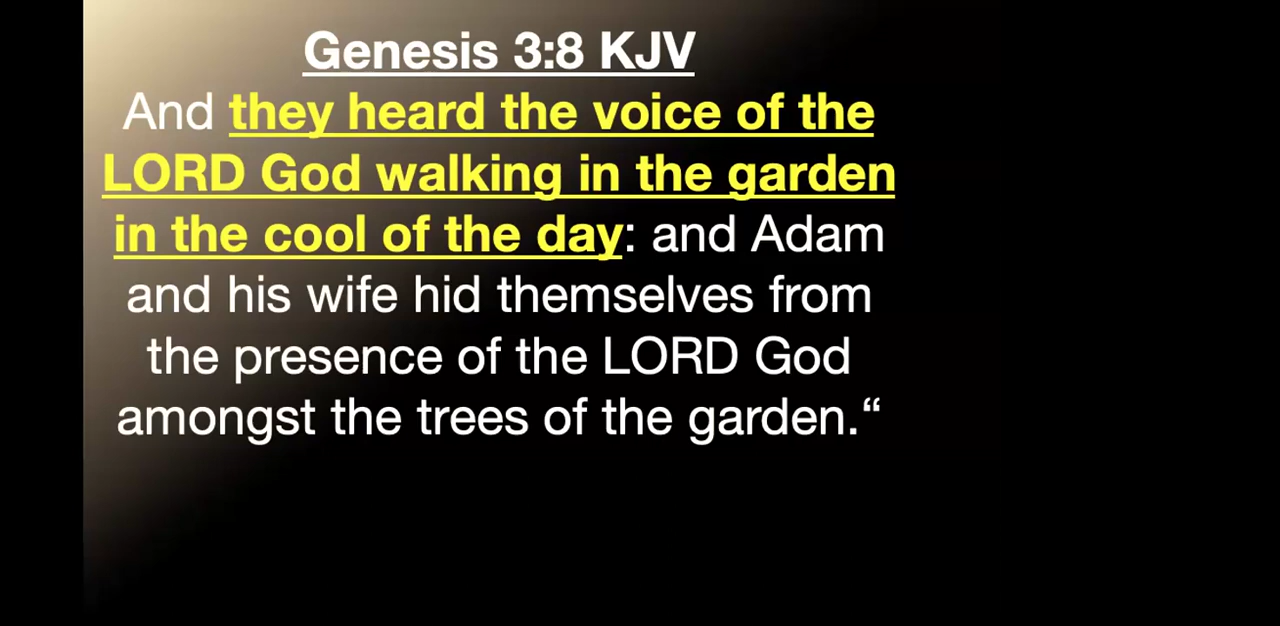 Genesis 3:8 KJV
And they heard the voice of the
LORD God walking in the garden
in the cool of the day: and Adam
and his wife hid themselves from
the presence of the LORD God
amongst the trees of the garden.“